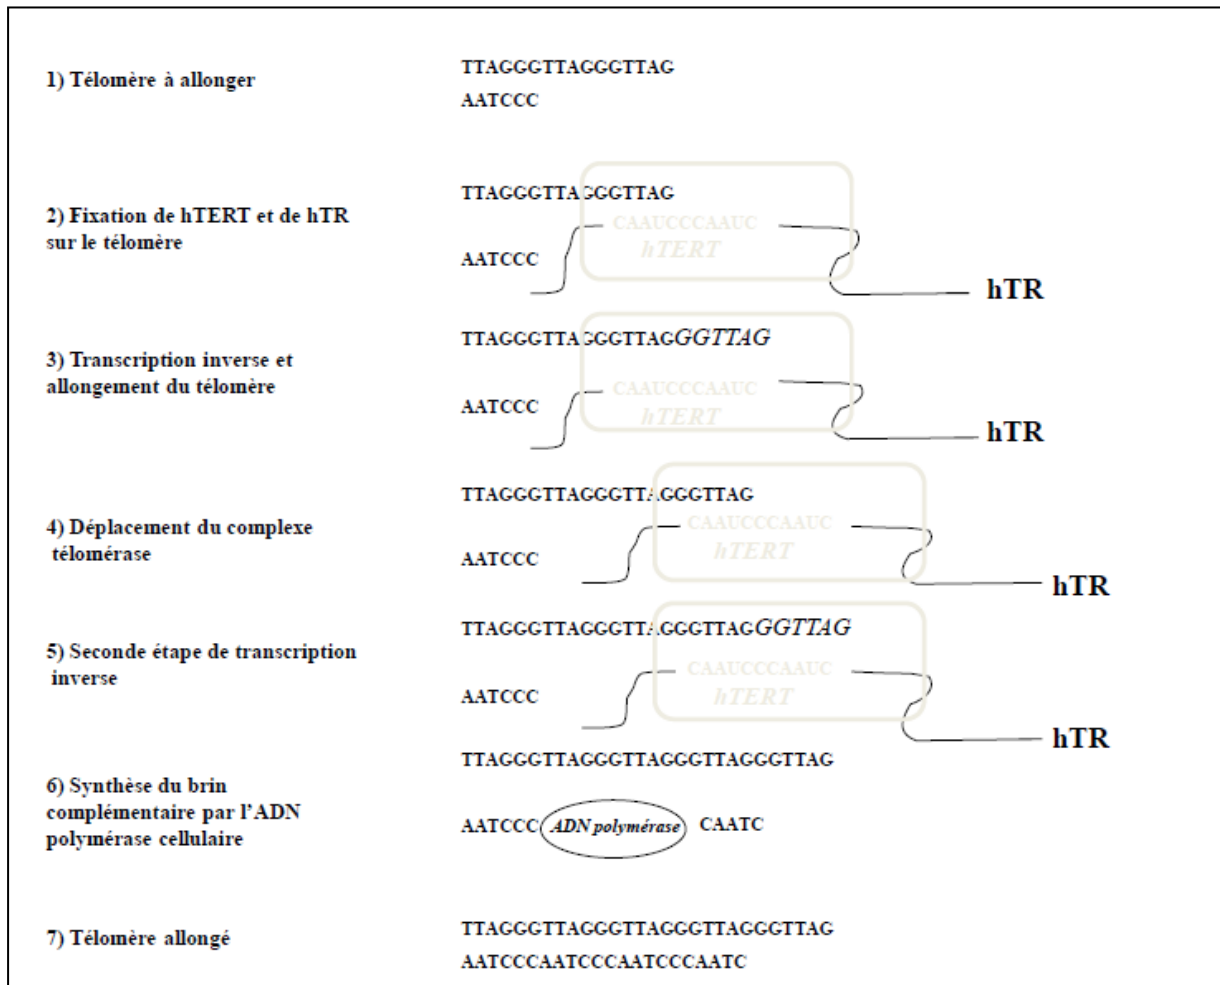 1) Télomère à allonger
TTAGGGTTAGGGTTAG
AATCCC
2) Fixation de hTERT et de hTR
sur le télomère
TTAGGGTTAGGGTTAG
CAAUCCCAAUC
hTERT
AATCCC
hTR
3) Transcription inverse et
allongement du télomère
TTAGGGTTAGGGTTAGGGTTAG
CAAUCCCAAUC
hTERT
AATCCC
hTR
4) Déplacement du complexe
télomérase
TTAGGGTTAGGGTTAGGGTTAG
CAAUCCCAAUC
hTERT
AATCCC
hTR
5) Seconde étape de transcription
inverse
TTAGGGTTAGGGTTAGGGTTAGGGTTAG
CAAUCCCAAUC
hTERT
AATCCC
hTR
6) Synthèse du brin
complémentaire par l'ADN
polymérase cellulaire
TTAGGGTTAGGGTTAGGGTTAGGGTTAG
AATCCC ADN polymérase CAATC
7) Télomère allongé
TTAGGGTTAGGGTTAGGGTTAGGGTTAG
AATCCCAATCCCAATCCCAATC